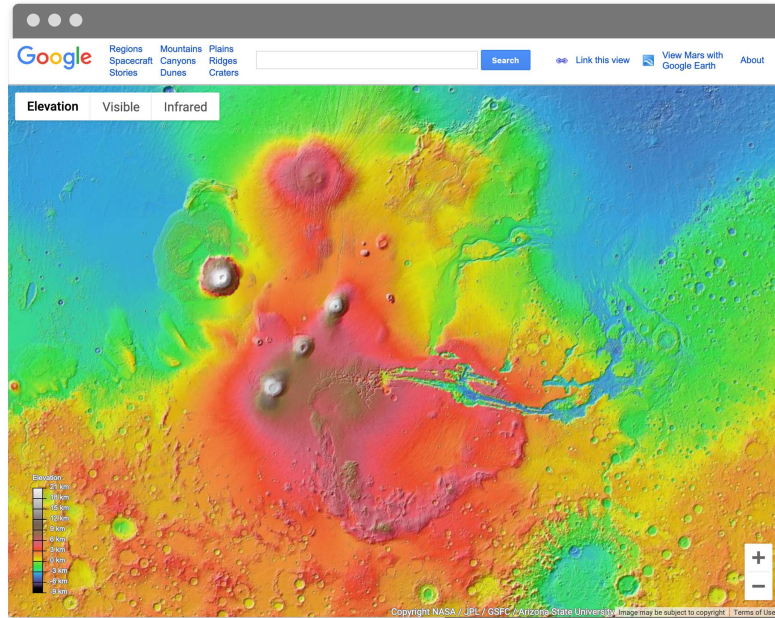 Google
Regions Mountains Plains
Spacecraft Canyons Ridges
Stories Dunes Craters
Search
Link this view
View Mars with
Google Earth
About
Elevation Visible Infrared
Elevation
21 km
18 km
15 km
12 km
9 km
6 km
3 km
0 km
-3 km
-6 km
-9 km
+
−
Copyright NASA / JPL / GSFC / Arizona State University Image may be subject to copyright Terms of Use